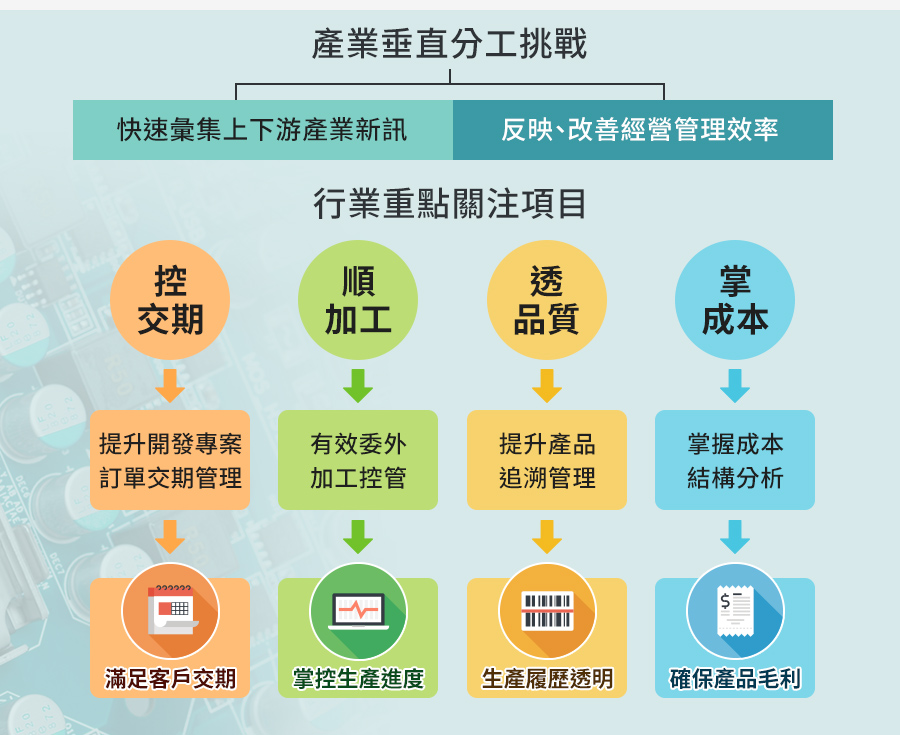 產業垂直分工挑戰
快速彙集上下游產業新訊
反映、改善經營管理效率
行業重點關注項目
控
交期
順
加工
透
品質
掌
成本
提升開發專案
訂單交期管理
有效委外
加工控管
提升產品
追溯管理
掌握成本
結構分析
$
滿足客戶交期
掌控生產進度
生產履歷透明
確保產品毛利